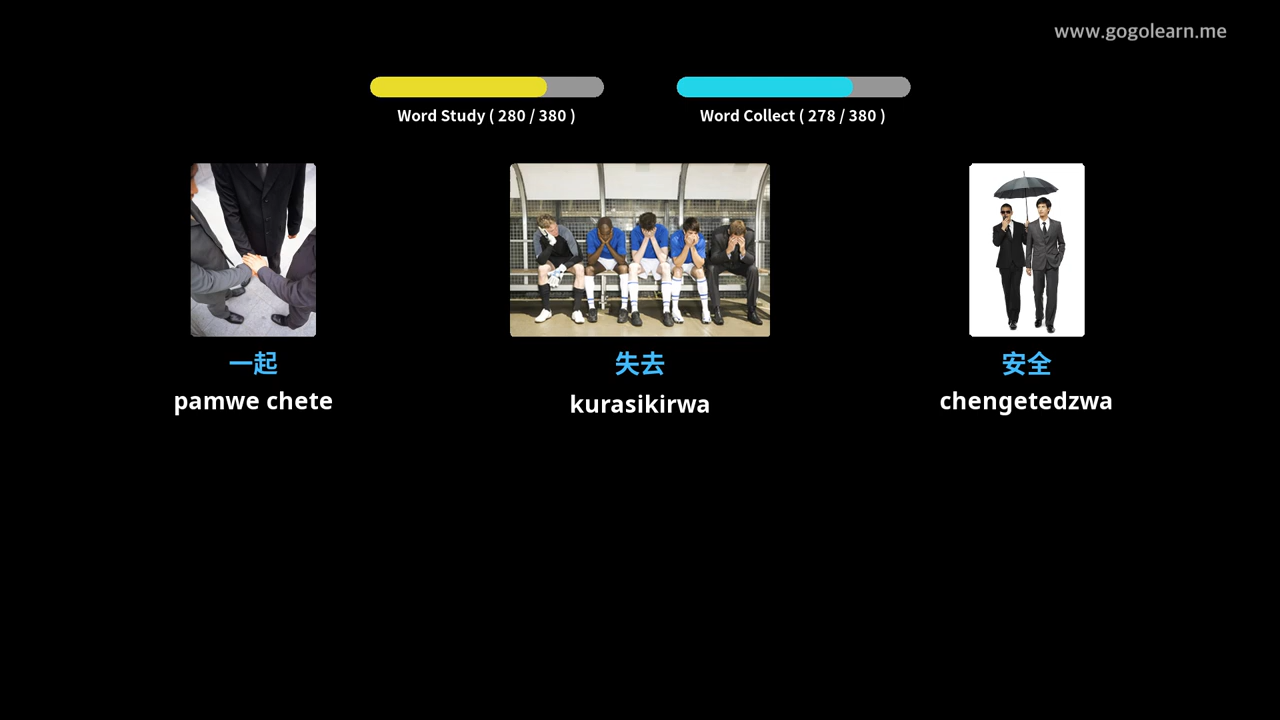 www.gogolearn.me
Word Study ( 280 / 380 )
Word Collect ( 278 / 380 )
一起
失去
安全
pamwe chete
kurasikirwa
chengetedzwa